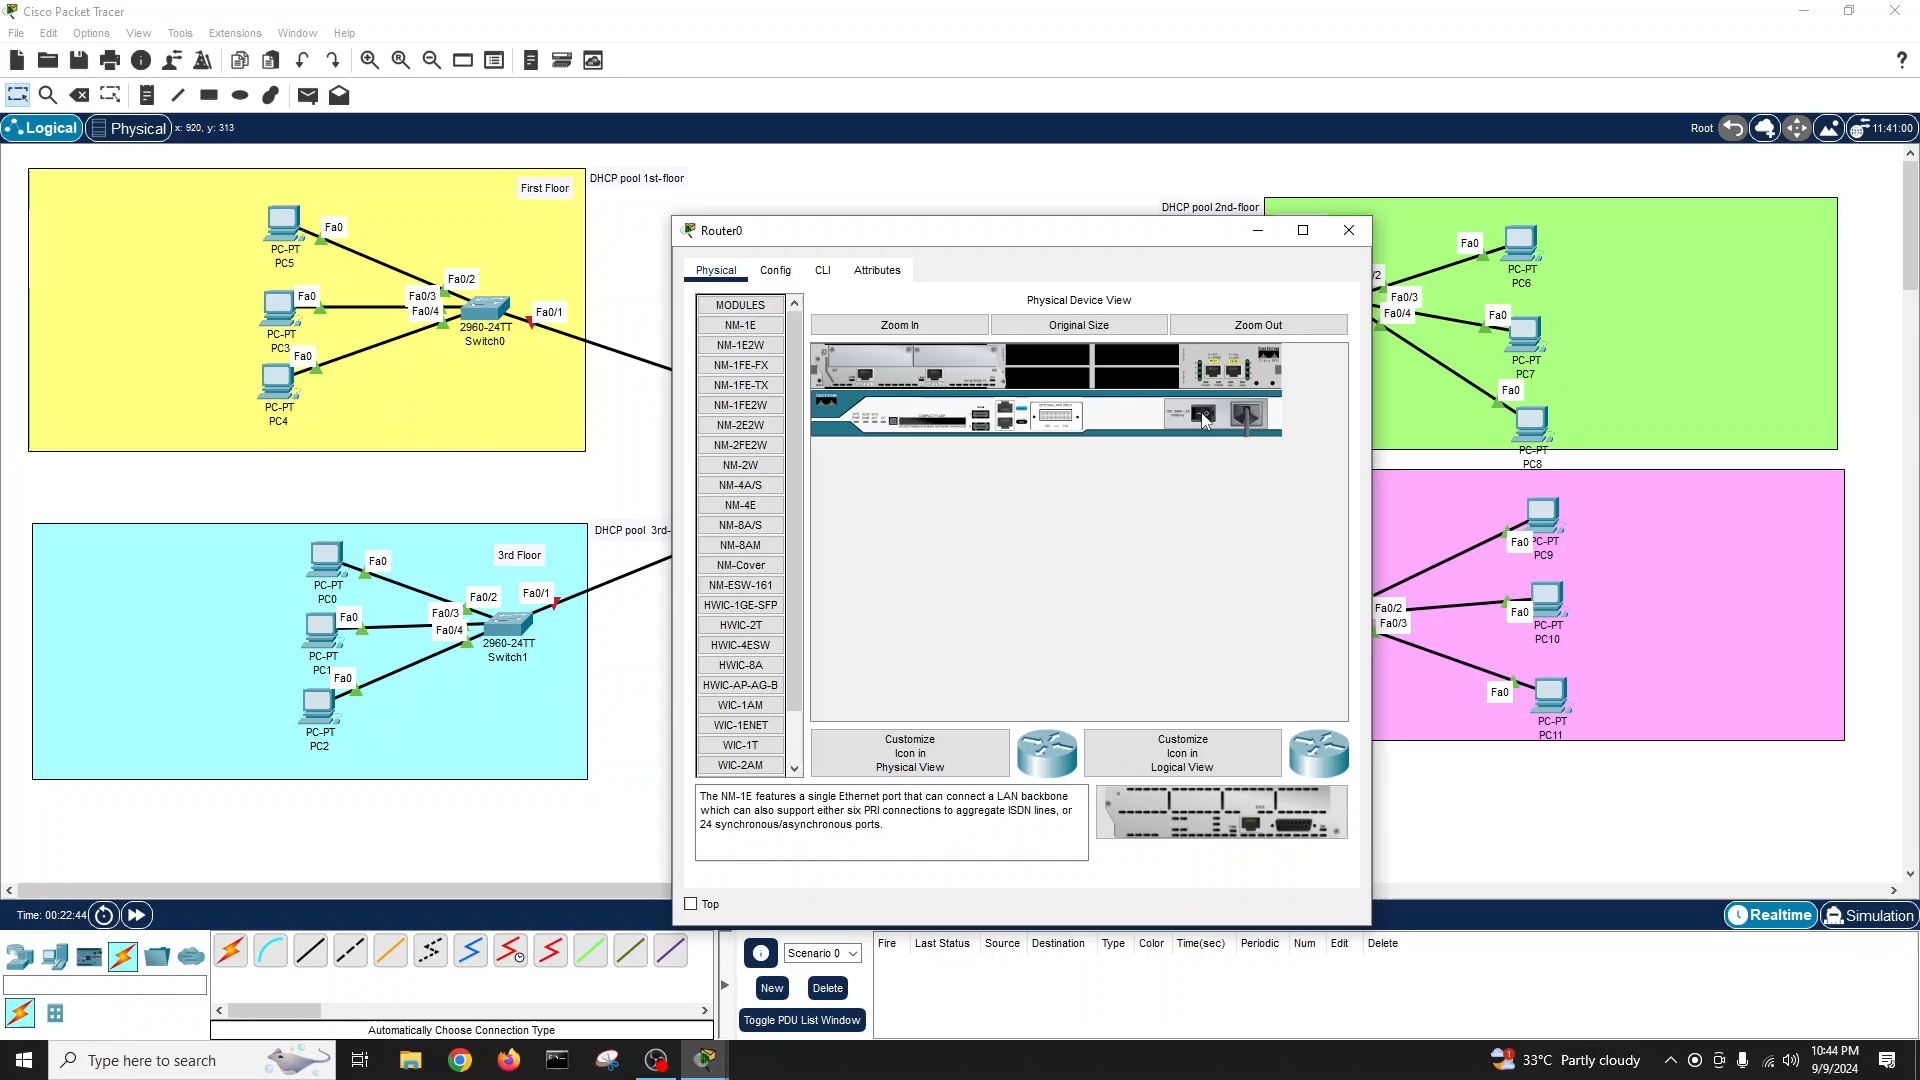 Cisco Packet Tracer
File Edit Options View Tools Extensions Window Help
Logical Physical x: 920, y: 313
Root 11:41:00
First Floor
DHCP pool 1st-floor
Fa0
PC-PT
PC5
Fa0/2
Fa0
Fa0/3
Fa0/4
Fa0/1
PC-PT
PC3
2960-24TT
Switch0
Fa0
PC-PT
PC4
DHCP pool 2nd-floor
/2
Fa0/3
Fa0/4
Fa0
PC-PT
PC6
Fa0
PC-PT
PC7
Fa0
PC-PT
PC8
3rd Floor
DHCP pool 3rd-
Fa0
PC-PT
PC0
Fa0/2
Fa0/1
Fa0
Fa0/3
Fa0/4
PC-PT
PC1
2960-24TT
Switch1
Fa0
PC-PT
PC2
Fa0
PC-PT
PC9
Fa0/2
Fa0/3
Fa0
PC-PT
PC10
Fa0
PC-PT
PC11
Router0
Physical Config CLI Attributes
MODULES
NM-1E
NM-1E2W
NM-1FE-FX
NM-1FE-TX
NM-1FE2W
NM-2E2W
NM-2FE2W
NM-2W
NM-4A/S
NM-4E
NM-8A/S
NM-8AM
NM-Cover
NM-ESW-161
HWIC-1GE-SFP
HWIC-2T
HWIC-4ESW
HWIC-8A
HWIC-AP-AG-B
WIC-1AM
WIC-1ENET
WIC-1T
WIC-2AM
Physical Device View
Zoom In Original Size Zoom Out
Customize
Icon in
Physical View
Customize
Icon in
Logical View
The NM-1E features a single Ethernet port that can connect a LAN backbone
which can also support either six PRI connections to aggregate ISDN lines, or
24 synchronous/asynchronous ports.
Top
Time: 00:22:44
Realtime Simulation
Automatically Choose Connection Type
Scenario 0
New Delete
Toggle PDU List Window
Fire Last Status Source Destination Type Color Time(sec) Periodic Num Edit Delete
Type here to search
33°C Partly cloudy
10:44 PM
9/9/2024